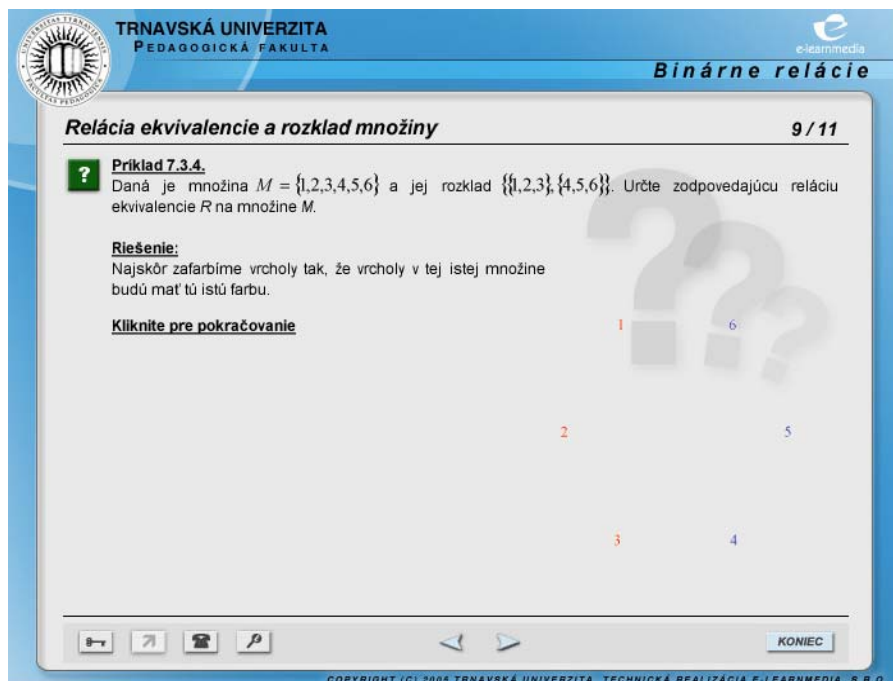 TRNAVSKÁ UNIVERZITA
PEDAGOGICKÁ FAKULTA
e-learnmedia
Binárne relácie
Relácia ekvivalencie a rozklad množiny
9 / 11
?
Príklad 7.3.4.
Daná je množina M = {1,2,3,4,5,6} a jej rozklad {{1,2,3},{4,5,6}}. Určte zodpovedajúcu reláciu
ekvivalencie R na množine M.
Riešenie:
Najskôr zafarbíme vrcholy tak, že vrcholy v tej istej množine
budú mať tú istú farbu.
Kliknite pre pokračovanie
1 6
2 5
3 4
KONIEC
COPYRIGHT (C) 2006 TRNAVSKÁ UNIVERZITA, TECHNICKÁ REALIZÁCIA E-LEARNMEDIA, S.R.O.